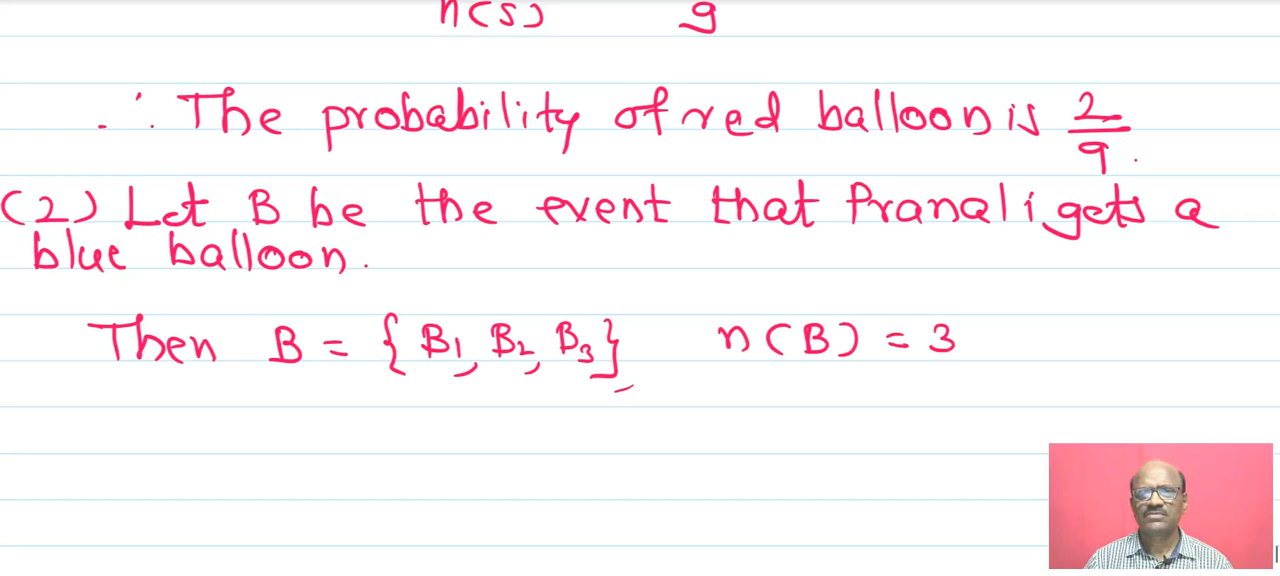 n(S) 9
∴ The probability of red balloon is 2/9.
(2) Let B be the event that Pranali gets a
blue balloon.
Then B = { B1, B2, B3 } n(B) = 3